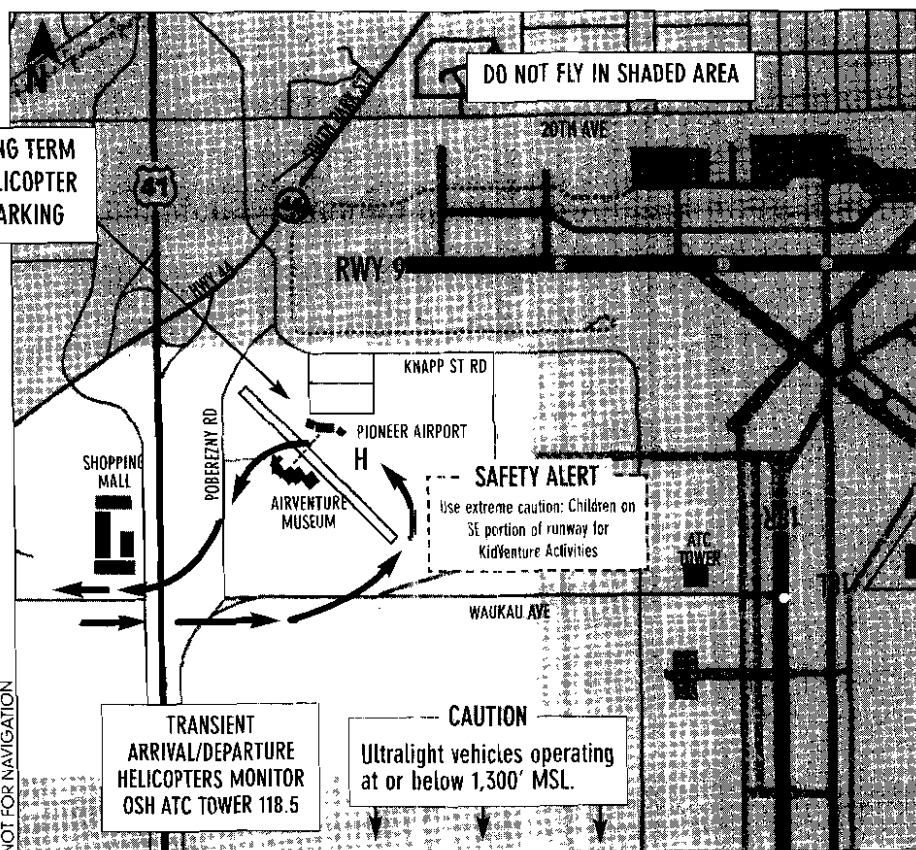 N
DO NOT FLY IN SHADED AREA
20TH AVE
NG TERM
LICOPTER
ARKING
41
44
HWY 44
RWY 9
KNAPP ST RD
POBEREZNY RD
PIONEER AIRPORT
H
SHOPPING
MALL
AIRVENTURE
MUSEUM
SAFETY ALERT
Use extreme caution: Children on
SE portion of runway for
KidVenture Activities
ATC
TOWER
WAUKAU AVE
TRANSIENT
ARRIVAL/DEPARTURE
HELICOPTERS MONITOR
OSH ATC TOWER 118.5
CAUTION
Ultralight vehicles operating
at or below 1,300' MSL.
NOT FOR NAVIGATION